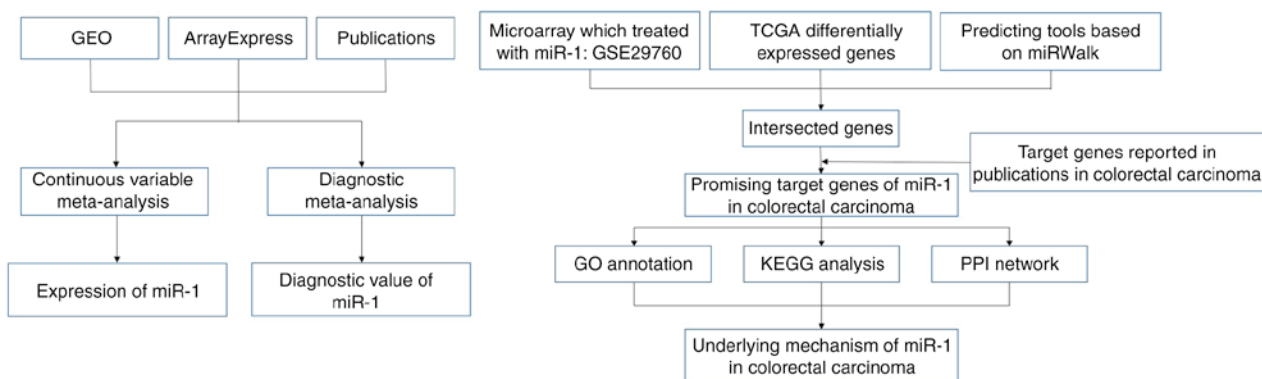 GEO
ArrayExpress
Publications
Continuous variable
meta-analysis
Diagnostic
meta-analysis
Expression of miR-1
Diagnostic value of
miR-1
Microarray which treated
with miR-1: GSE29760
TCGA differentially
expressed genes
Predicting tools based
on miRWalk
Intersected genes
Target genes reported in
publications in colorectal carcinoma
Promising target genes of miR-1
in colorectal carcinoma
GO annotation
KEGG analysis
PPI network
Underlying mechanism of miR-1
in colorectal carcinoma